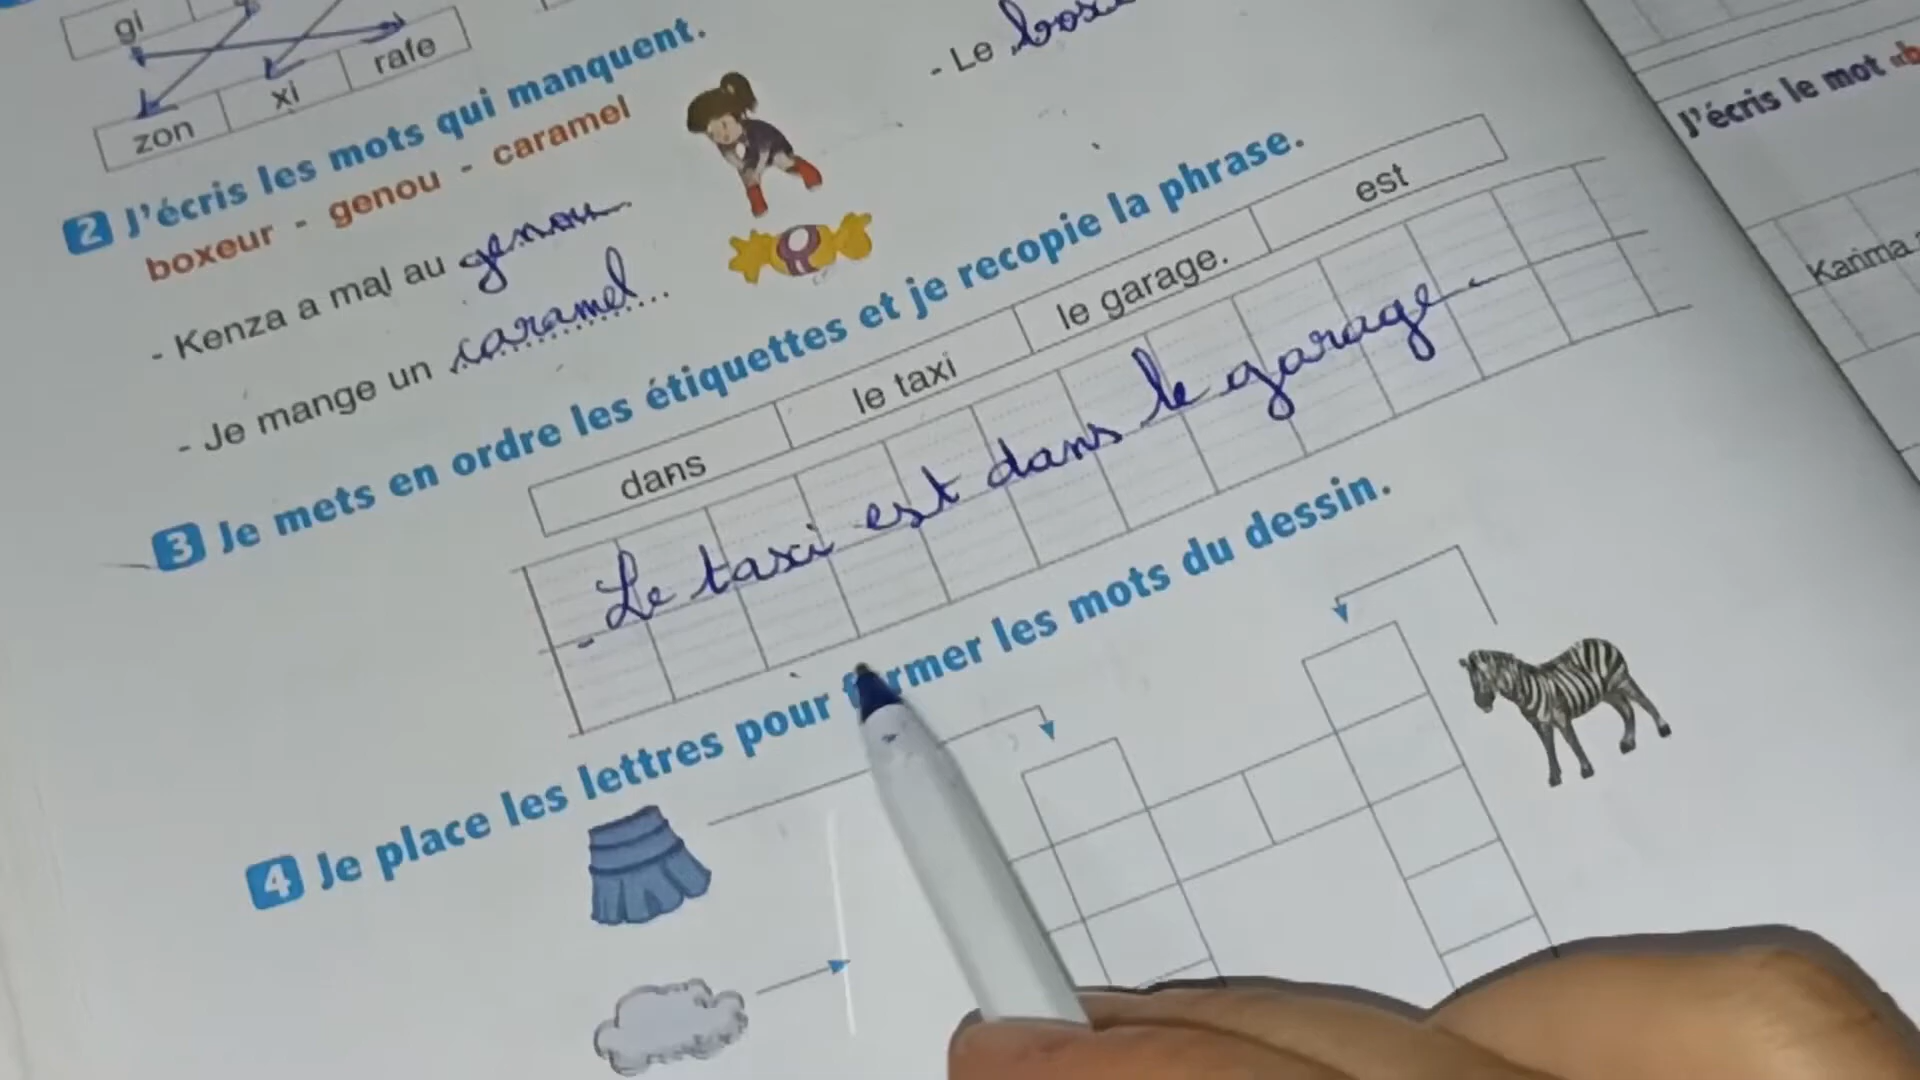 gi
zon xi rafe
2 J'écris les mots qui manquent.
boxeur - genou - caramel
- Kenza a mal au genou.
- Je mange un caramel...
- Le
3 Je mets en ordre les étiquettes et je recopie la phrase.
dans le taxi le garage. est
- Le taxi est dans le garage.
4 Je place les lettres pour former les mots du dessin.
J'écris le mot «b
Karima